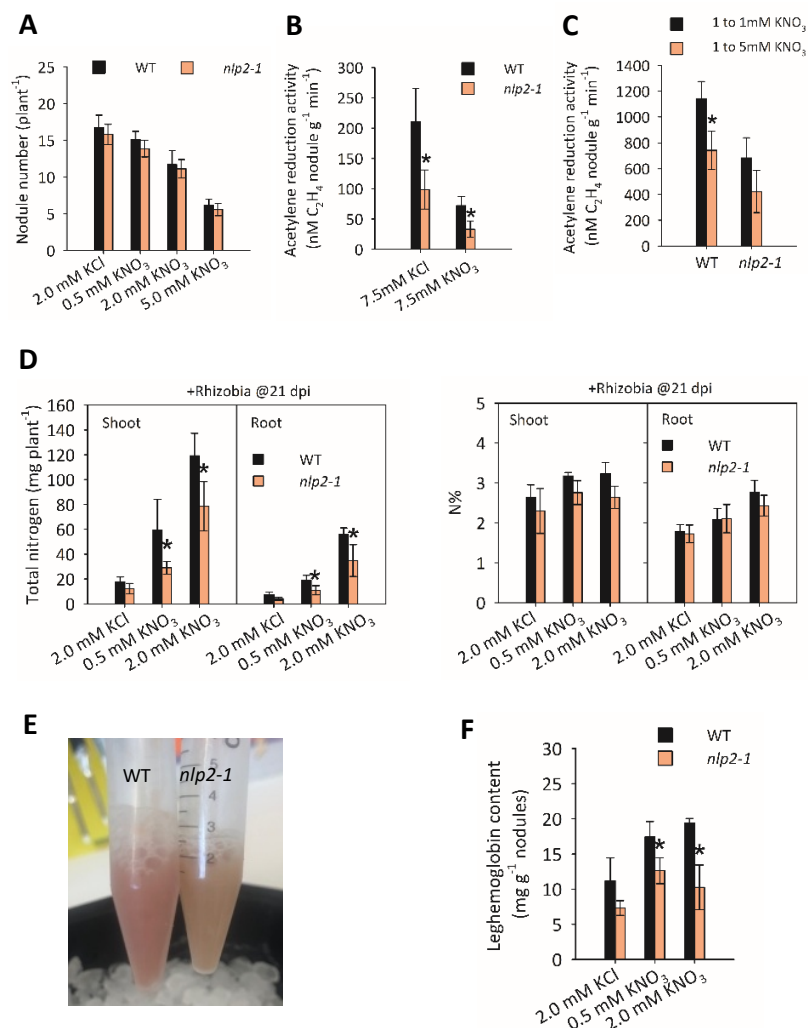 A
WT
nlp2-1
Nodule number (plant⁻¹)
25
20
15
10
5
0
2.0 mM KCl
0.5 mM KNO₃
2.0 mM KNO₃
5.0 mM KNO₃
B
WT
nlp2-1
Acetylene reduction activity
(nM C₂H₄ nodule g⁻¹ min⁻¹)
300
250
200
150
100
50
0
*
*
7.5mM KCl
7.5mM KNO₃
C
1 to 1mM KNO₃
1 to 5mM KNO₃
Acetylene reduction activity
(nM C₂H₄ nodule g⁻¹ min⁻¹)
1400
1200
1000
800
600
400
200
0
*
WT
nlp2-1
D
+Rhizobia @21 dpi
Total nitrogen (mg plant⁻¹)
160
140
120
100
80
60
40
20
0
Shoot
Root
WT
nlp2-1
*
*
*
*
2.0 mM KCl
0.5 mM KNO₃
2.0 mM KNO₃
2.0 mM KCl
0.5 mM KNO₃
2.0 mM KNO₃
+Rhizobia @21 dpi
N%
5
4
3
2
1
0
Shoot
Root
WT
nlp2-1
2.0 mM KCl
0.5 mM KNO₃
2.0 mM KNO₃
2.0 mM KCl
0.5 mM KNO₃
2.0 mM KNO₃
E
WT
nlp2-1
5
4
3
2
F
WT
nlp2-1
Leghemoglobin content
(mg g⁻¹ nodules)
30
25
20
15
10
5
0
*
*
2.0 mM KCl
0.5 mM KNO₃
2.0 mM KNO₃